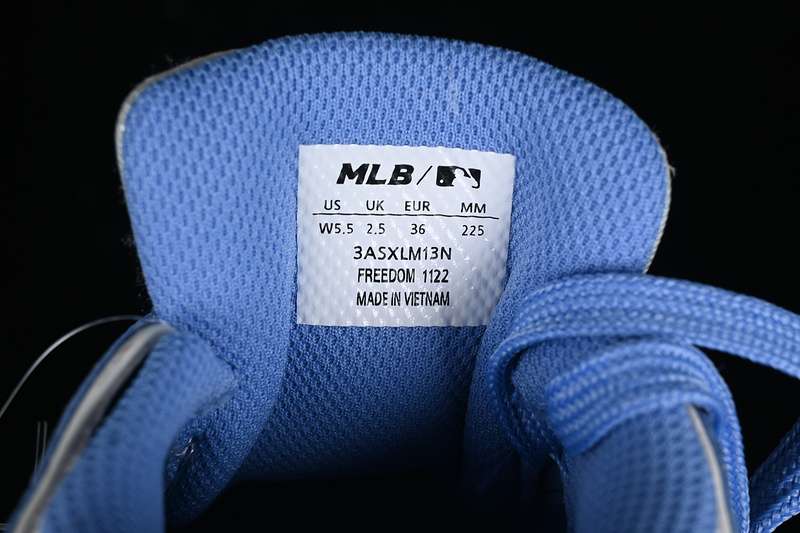 MLB/
US UK EUR MM
W5.5 2.5 36 225
3ASXLM13N
FREEDOM 1122
MADE IN VIETNAM